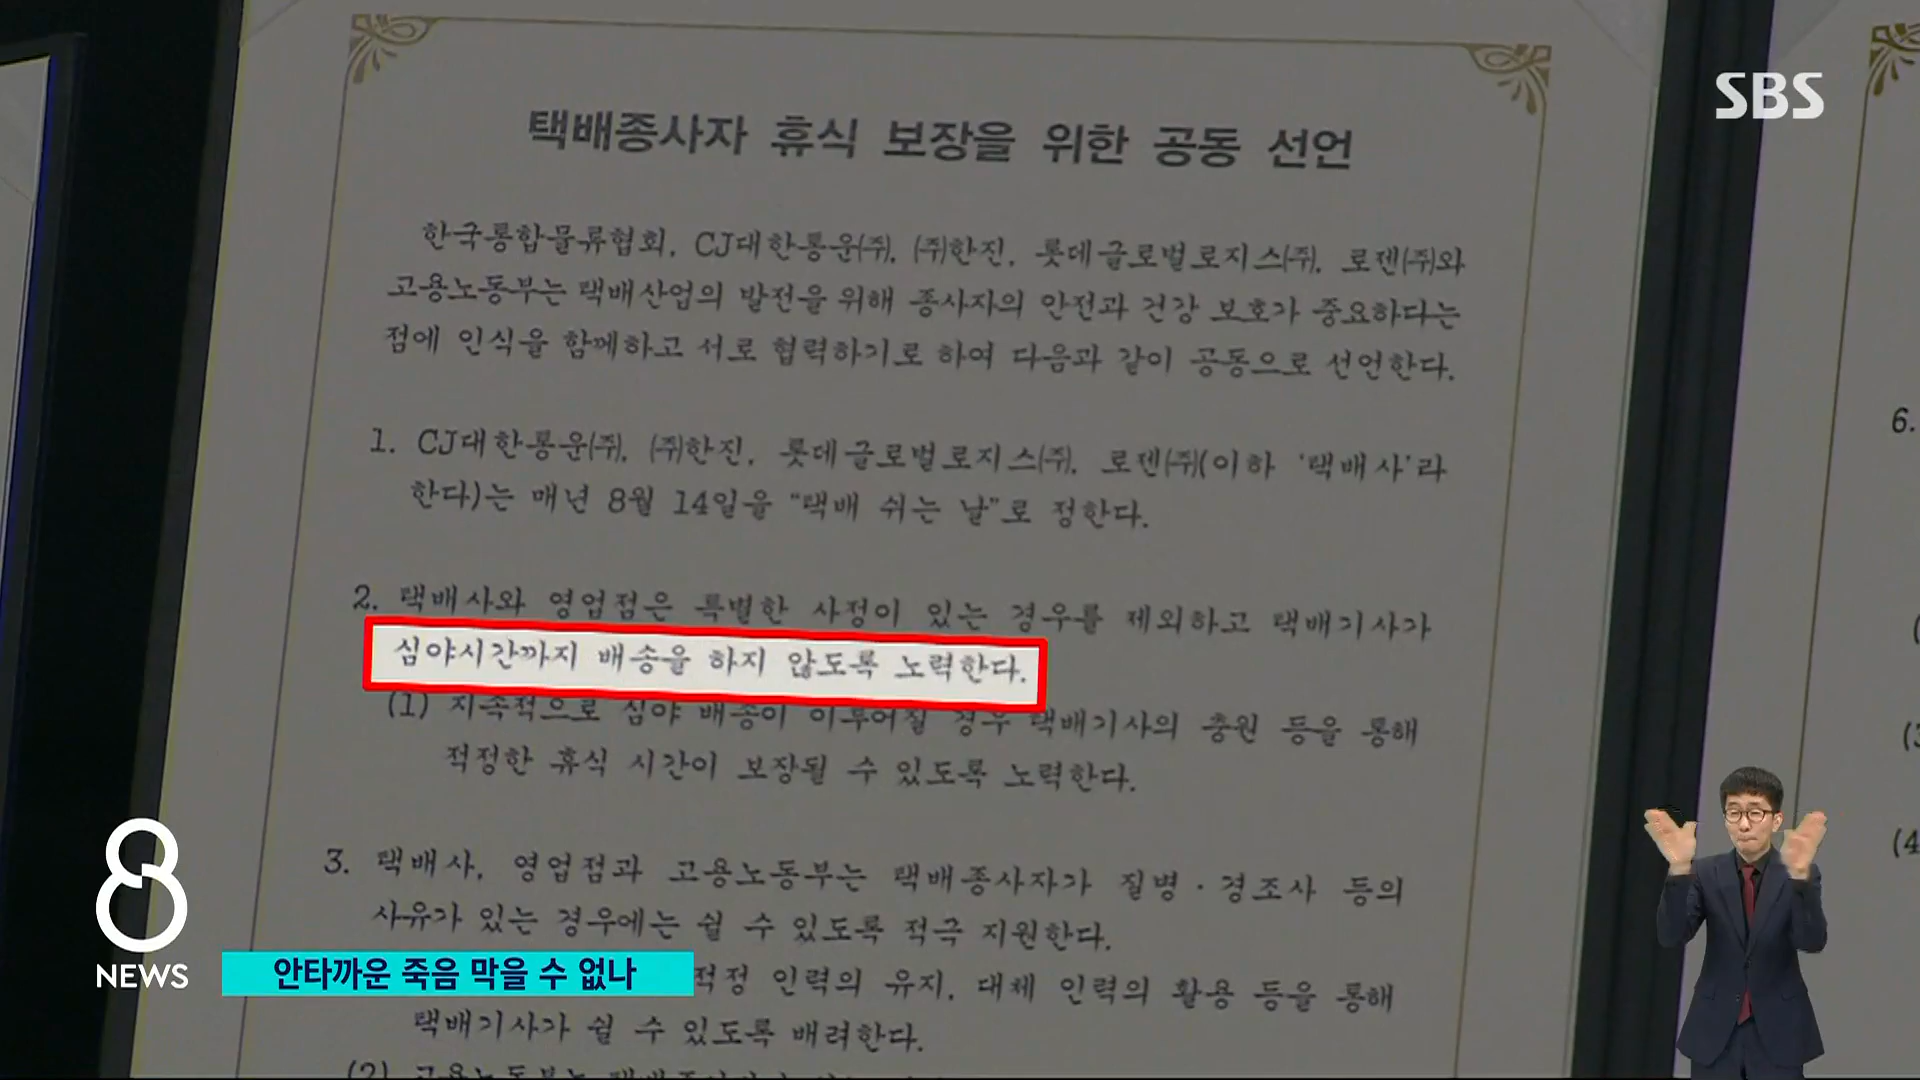 SBS
택배종사자 휴식 보장을 위한 공동 선언
한국통합물류협회, CJ대한통운㈜, ㈜한진, 롯데글로벌로지스㈜, 로젠㈜와
고용노동부는 택배산업의 발전을 위해 종사자의 안전과 건강 보호가 중요하다는
점에 인식을 함께하고 서로 협력하기로 하여 다음과 같이 공동으로 선언한다.
1. CJ대한통운㈜, ㈜한진, 롯데글로벌로지스㈜, 로젠㈜(이하 '택배사'라
한다)는 매년 8월 14일을 “택배 쉬는 날”로 정한다.
2. 택배사와 영업점은 특별한 사정이 있는 경우를 제외하고 택배기사가
심야시간까지 배송을 하지 않도록 노력한다.
(1) 지속적으로 심야 배송이 이루어질 경우 택배기사의 충원 등을 통해
적정한 휴식 시간이 보장될 수 있도록 노력한다.
3. 택배사, 영업점과 고용노동부는 택배종사자가 질병·경조사 등의
사유가 있는 경우에는 쉴 수 있도록 적극 지원한다.
적정 인력의 유지, 대체 인력의 활용 등을 통해
택배기사가 쉴 수 있도록 배려한다.
(2) 고용노동부는 택배종사자가
6.
8
NEWS
안타까운 죽음 막을 수 없나